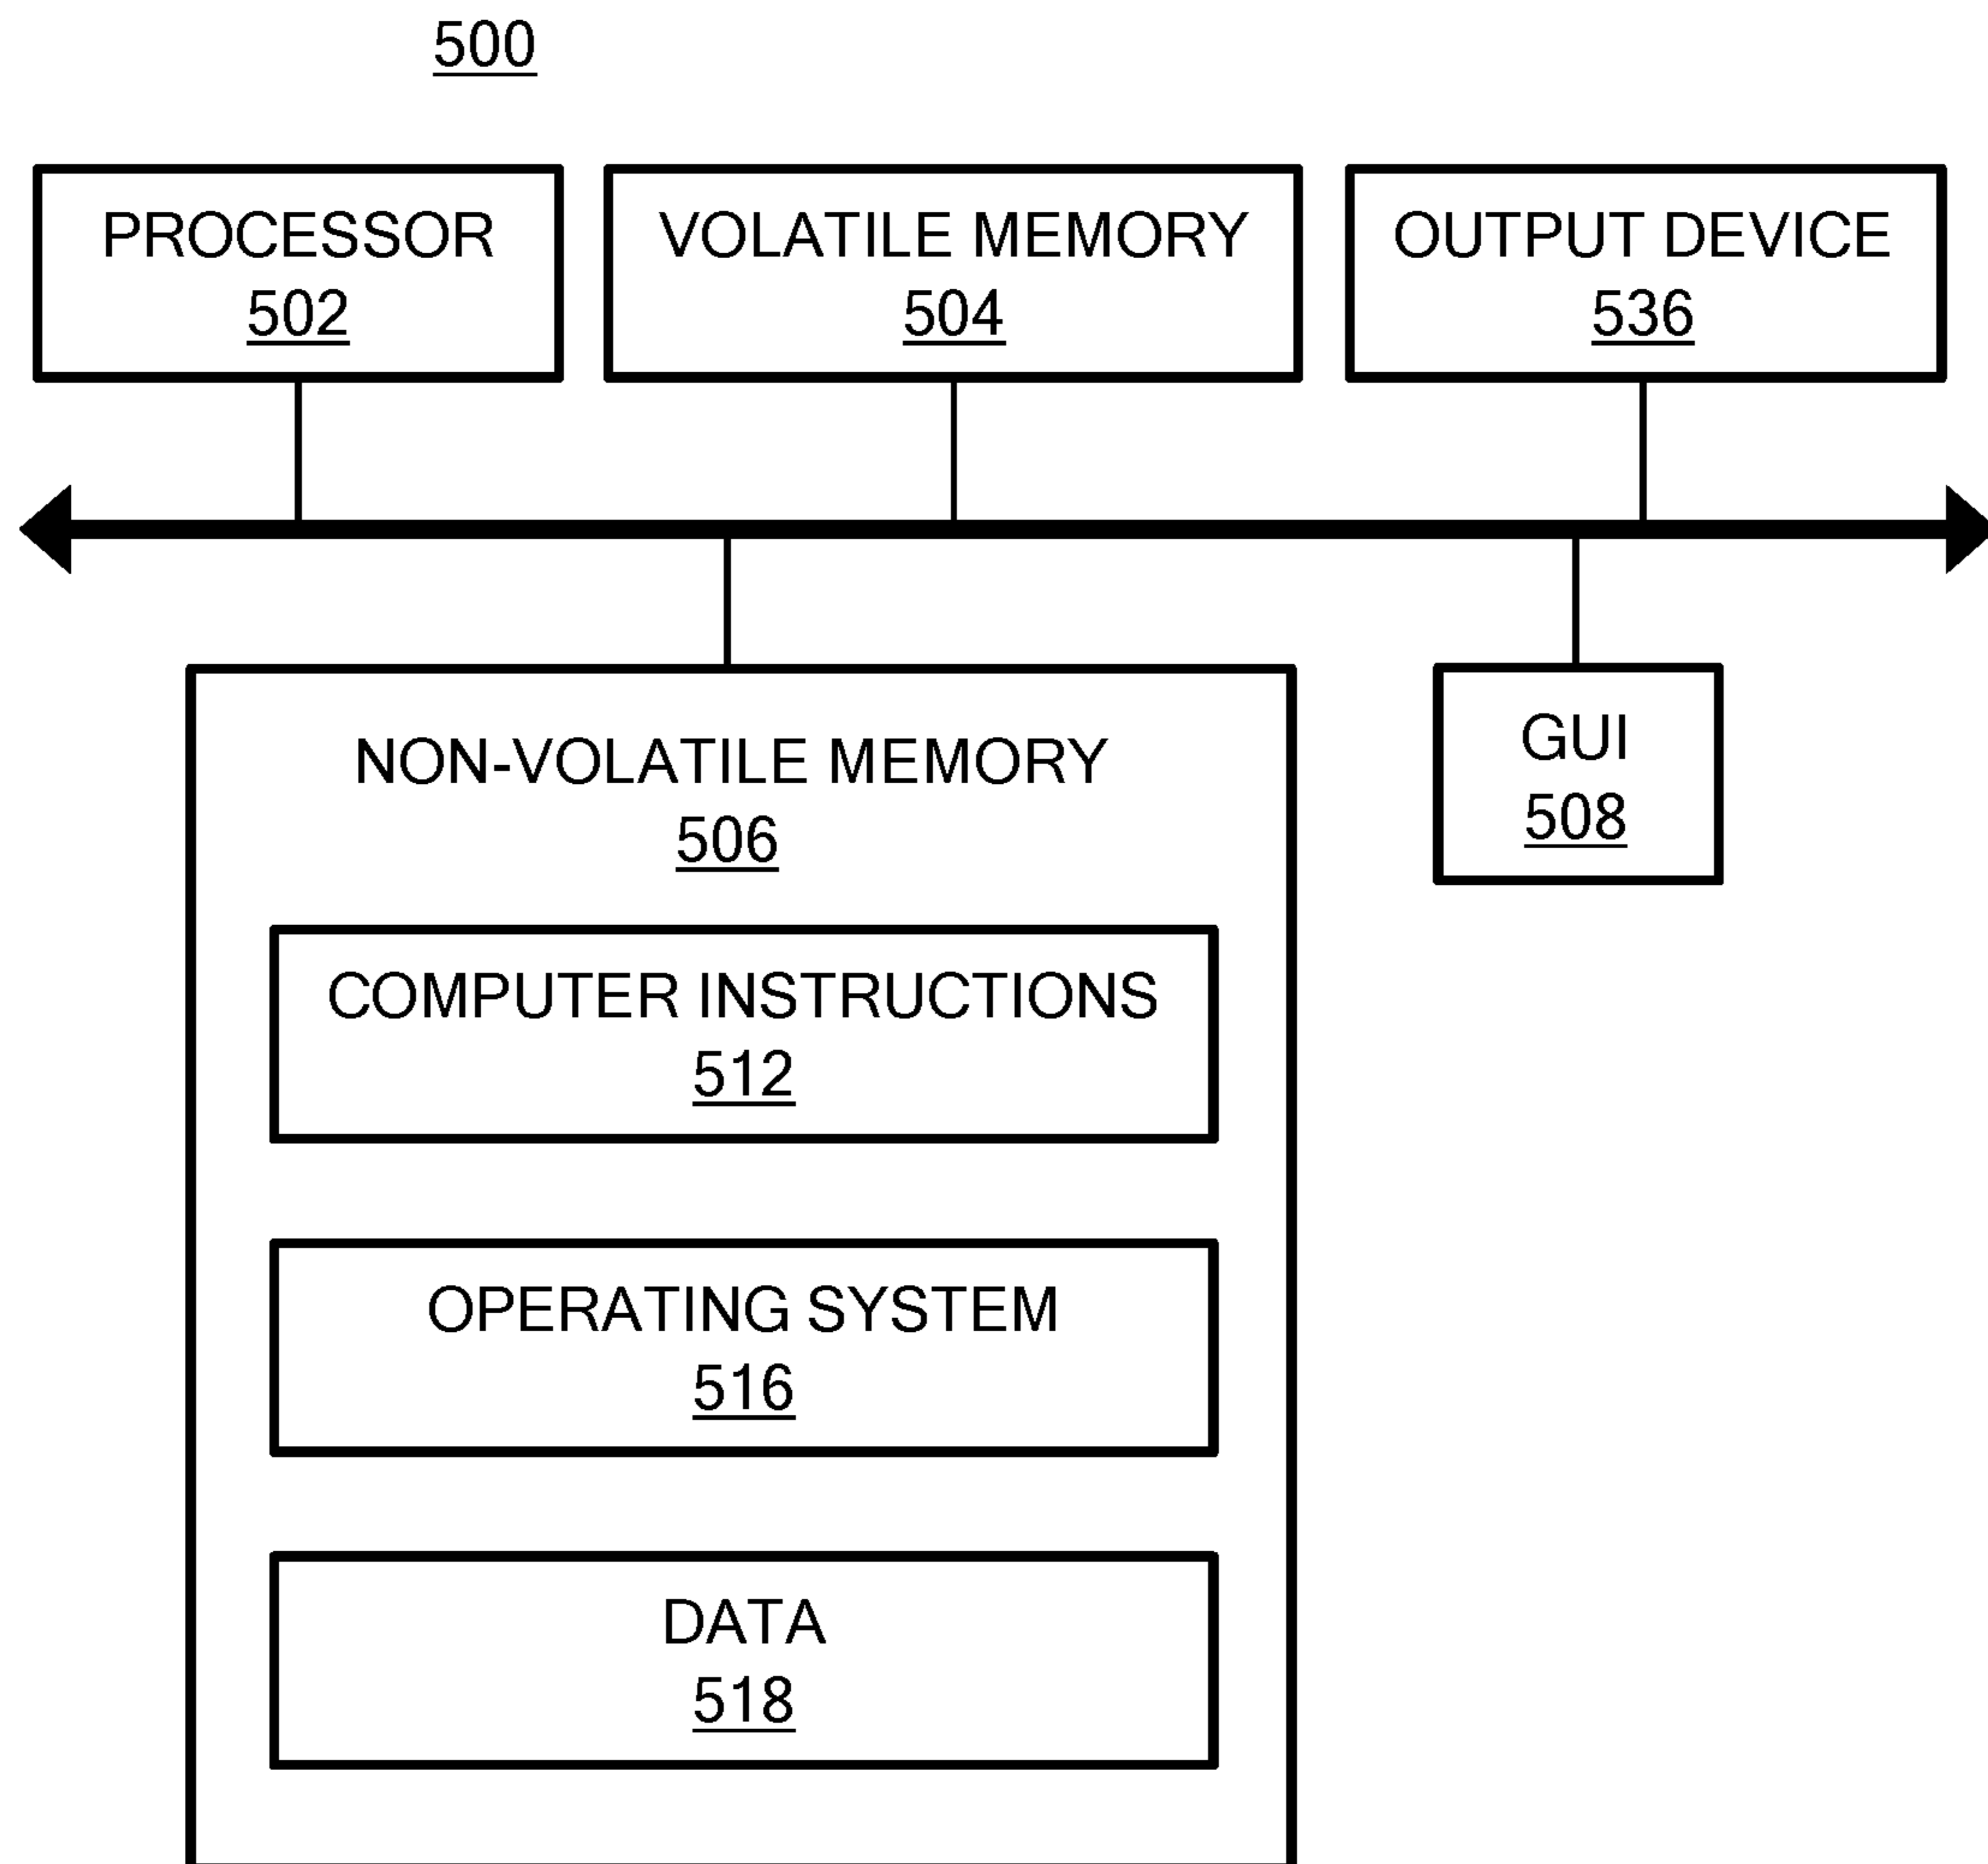 500
PROCESSOR
502
VOLATILE MEMORY
504
OUTPUT DEVICE
536
NON-VOLATILE MEMORY
506
GUI
508
COMPUTER INSTRUCTIONS
512
OPERATING SYSTEM
516
DATA
518